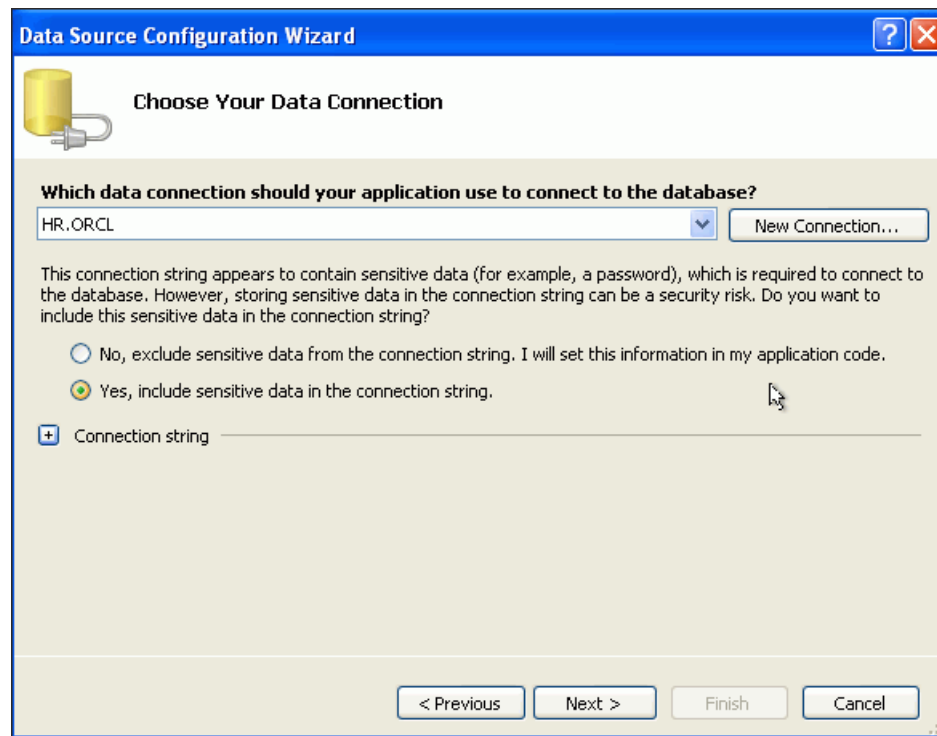 Data Source Configuration Wizard
Choose Your Data Connection
Which data connection should your application use to connect to the database?
HR.ORCL
New Connection...
This connection string appears to contain sensitive data (for example, a password), which is required to connect to
the database. However, storing sensitive data in the connection string can be a security risk. Do you want to
include this sensitive data in the connection string?
No, exclude sensitive data from the connection string. I will set this information in my application code.
Yes, include sensitive data in the connection string.
Connection string
< Previous
Next >
Finish
Cancel